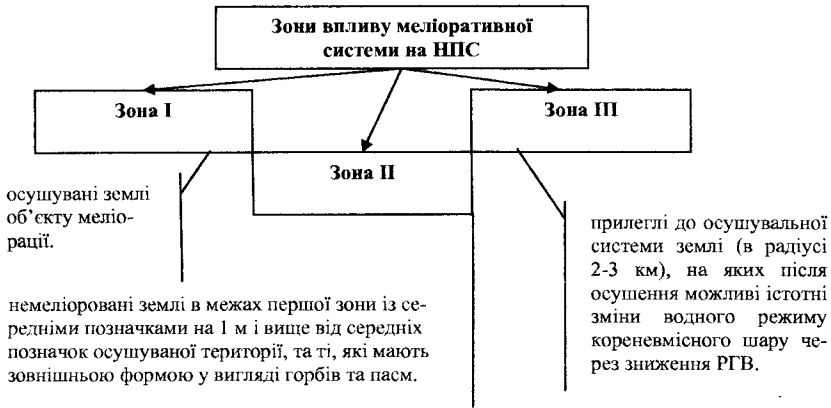 Зони впливу меліоративної
системи на НПС
Зона I
Зона II
Зона III
осушувані землі
об’єкту меліо-
рації.
немеліоровані землі в межах першої зони із се-
редніми позначками на 1 м і вище від середніх
позначок осушуваної території, та ті, які мають
зовнішньою формою у вигляді горбів та пасм.
прилеглі до осушувальної
системи землі (в радіусі
2-3 км), на яких після
осушення можливі істотні
зміни водного режиму
кореневмісного шару че-
рез зниження РГВ.